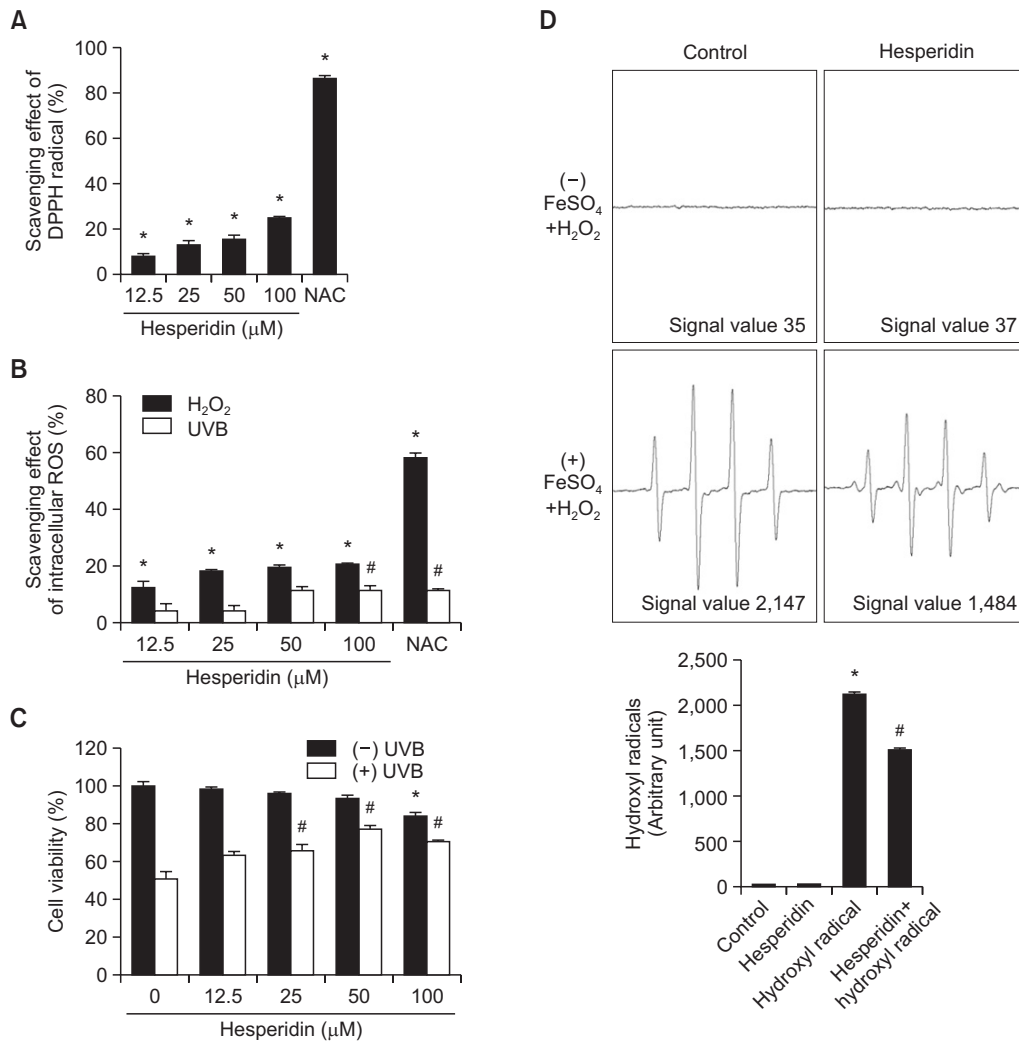 A
Scavenging effect of
DPPH radical (%)
100
80
60
40
20
0
*
*
*
*
*
12.5 25 50 100 NAC
Hesperidin (μM)
B
Scavenging effect
of intracellular ROS (%)
80
60
40
20
0
H₂O₂
UVB
*
*
*
*
#
*
#
12.5 25 50 100 NAC
Hesperidin (μM)
C
Cell viability (%)
120
100
80
60
40
20
0
(−) UVB
(+) UVB
#
#
*
#
0 12.5 25 50 100
Hesperidin (μM)
D
Control Hesperidin
(−)
FeSO₄
+H₂O₂
Signal value 35
Signal value 37
(+)
FeSO₄
+H₂O₂
Signal value 2,147
Signal value 1,484
Hydroxyl radicals
(Arbitrary unit)
2,500
2,000
1,500
1,000
500
0
*
#
Control
Hesperidin
Hydroxyl radical
Hesperidin+
hydroxyl radical